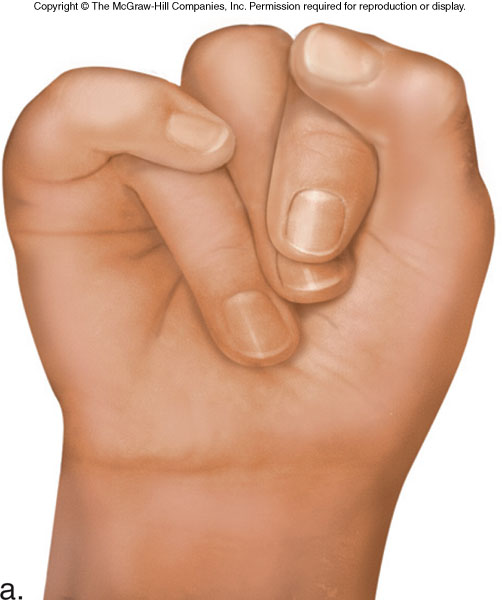 Copyright © The McGraw-Hill Companies, Inc. Permission required for reproduction or display.
a.